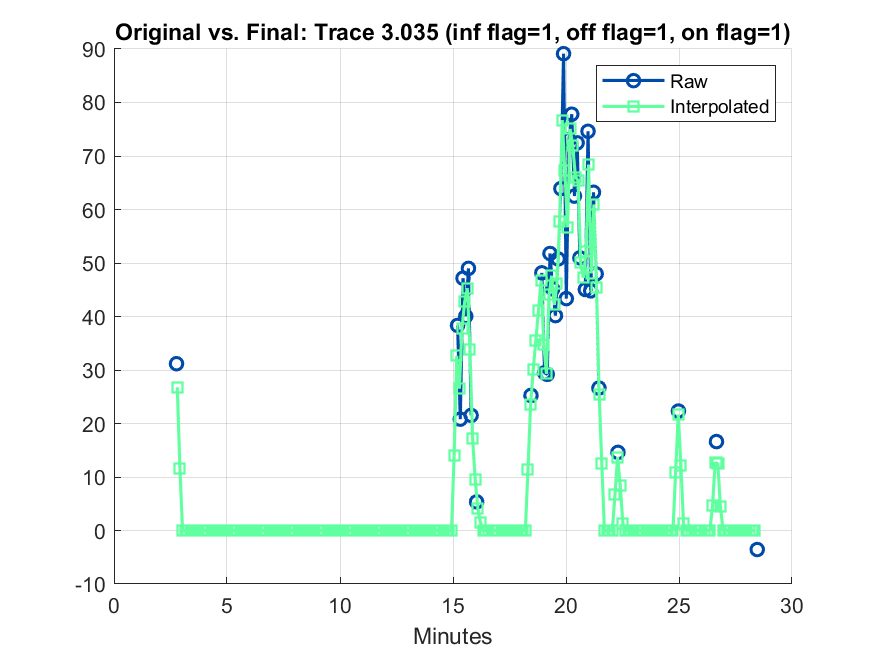 Original vs. Final: Trace 3.035 (inf flag=1, off flag=1, on flag=1)
90
80
70
60
50
40
30
20
10
0
-10
Raw
Interpolated
0 5 10 15 20 25 30
Minutes